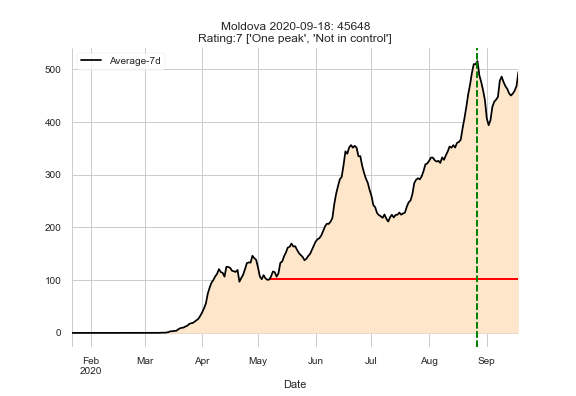 Moldova 2020-09-18: 45648
Rating:7 ['One peak', 'Not in control']
Average-7d
500
400
300
200
100
0
Feb Mar Apr May Jun Jul Aug Sep
2020
Date